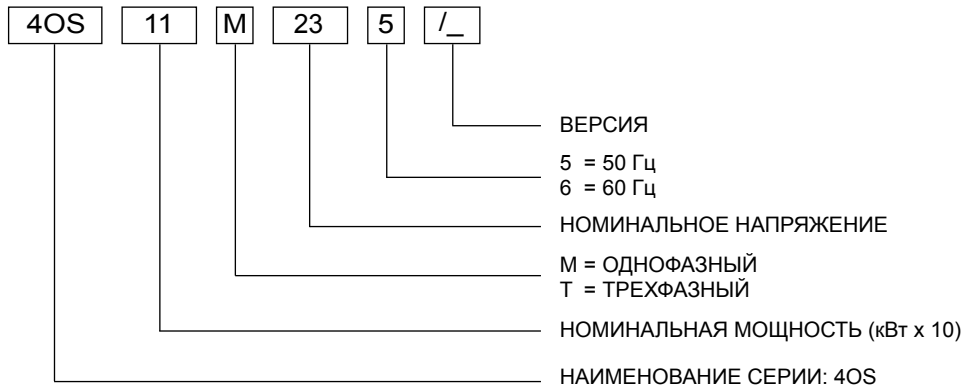 4OS 11 M 23 5 /_
ВЕРСИЯ
5 = 50 Гц
6 = 60 Гц
НОМИНАЛЬНОЕ НАПРЯЖЕНИЕ
М = ОДНОФАЗНЫЙ
Т = ТРЕХФАЗНЫЙ
НОМИНАЛЬНАЯ МОЩНОСТЬ (кВт x 10)
НАИМЕНОВАНИЕ СЕРИИ: 4OS